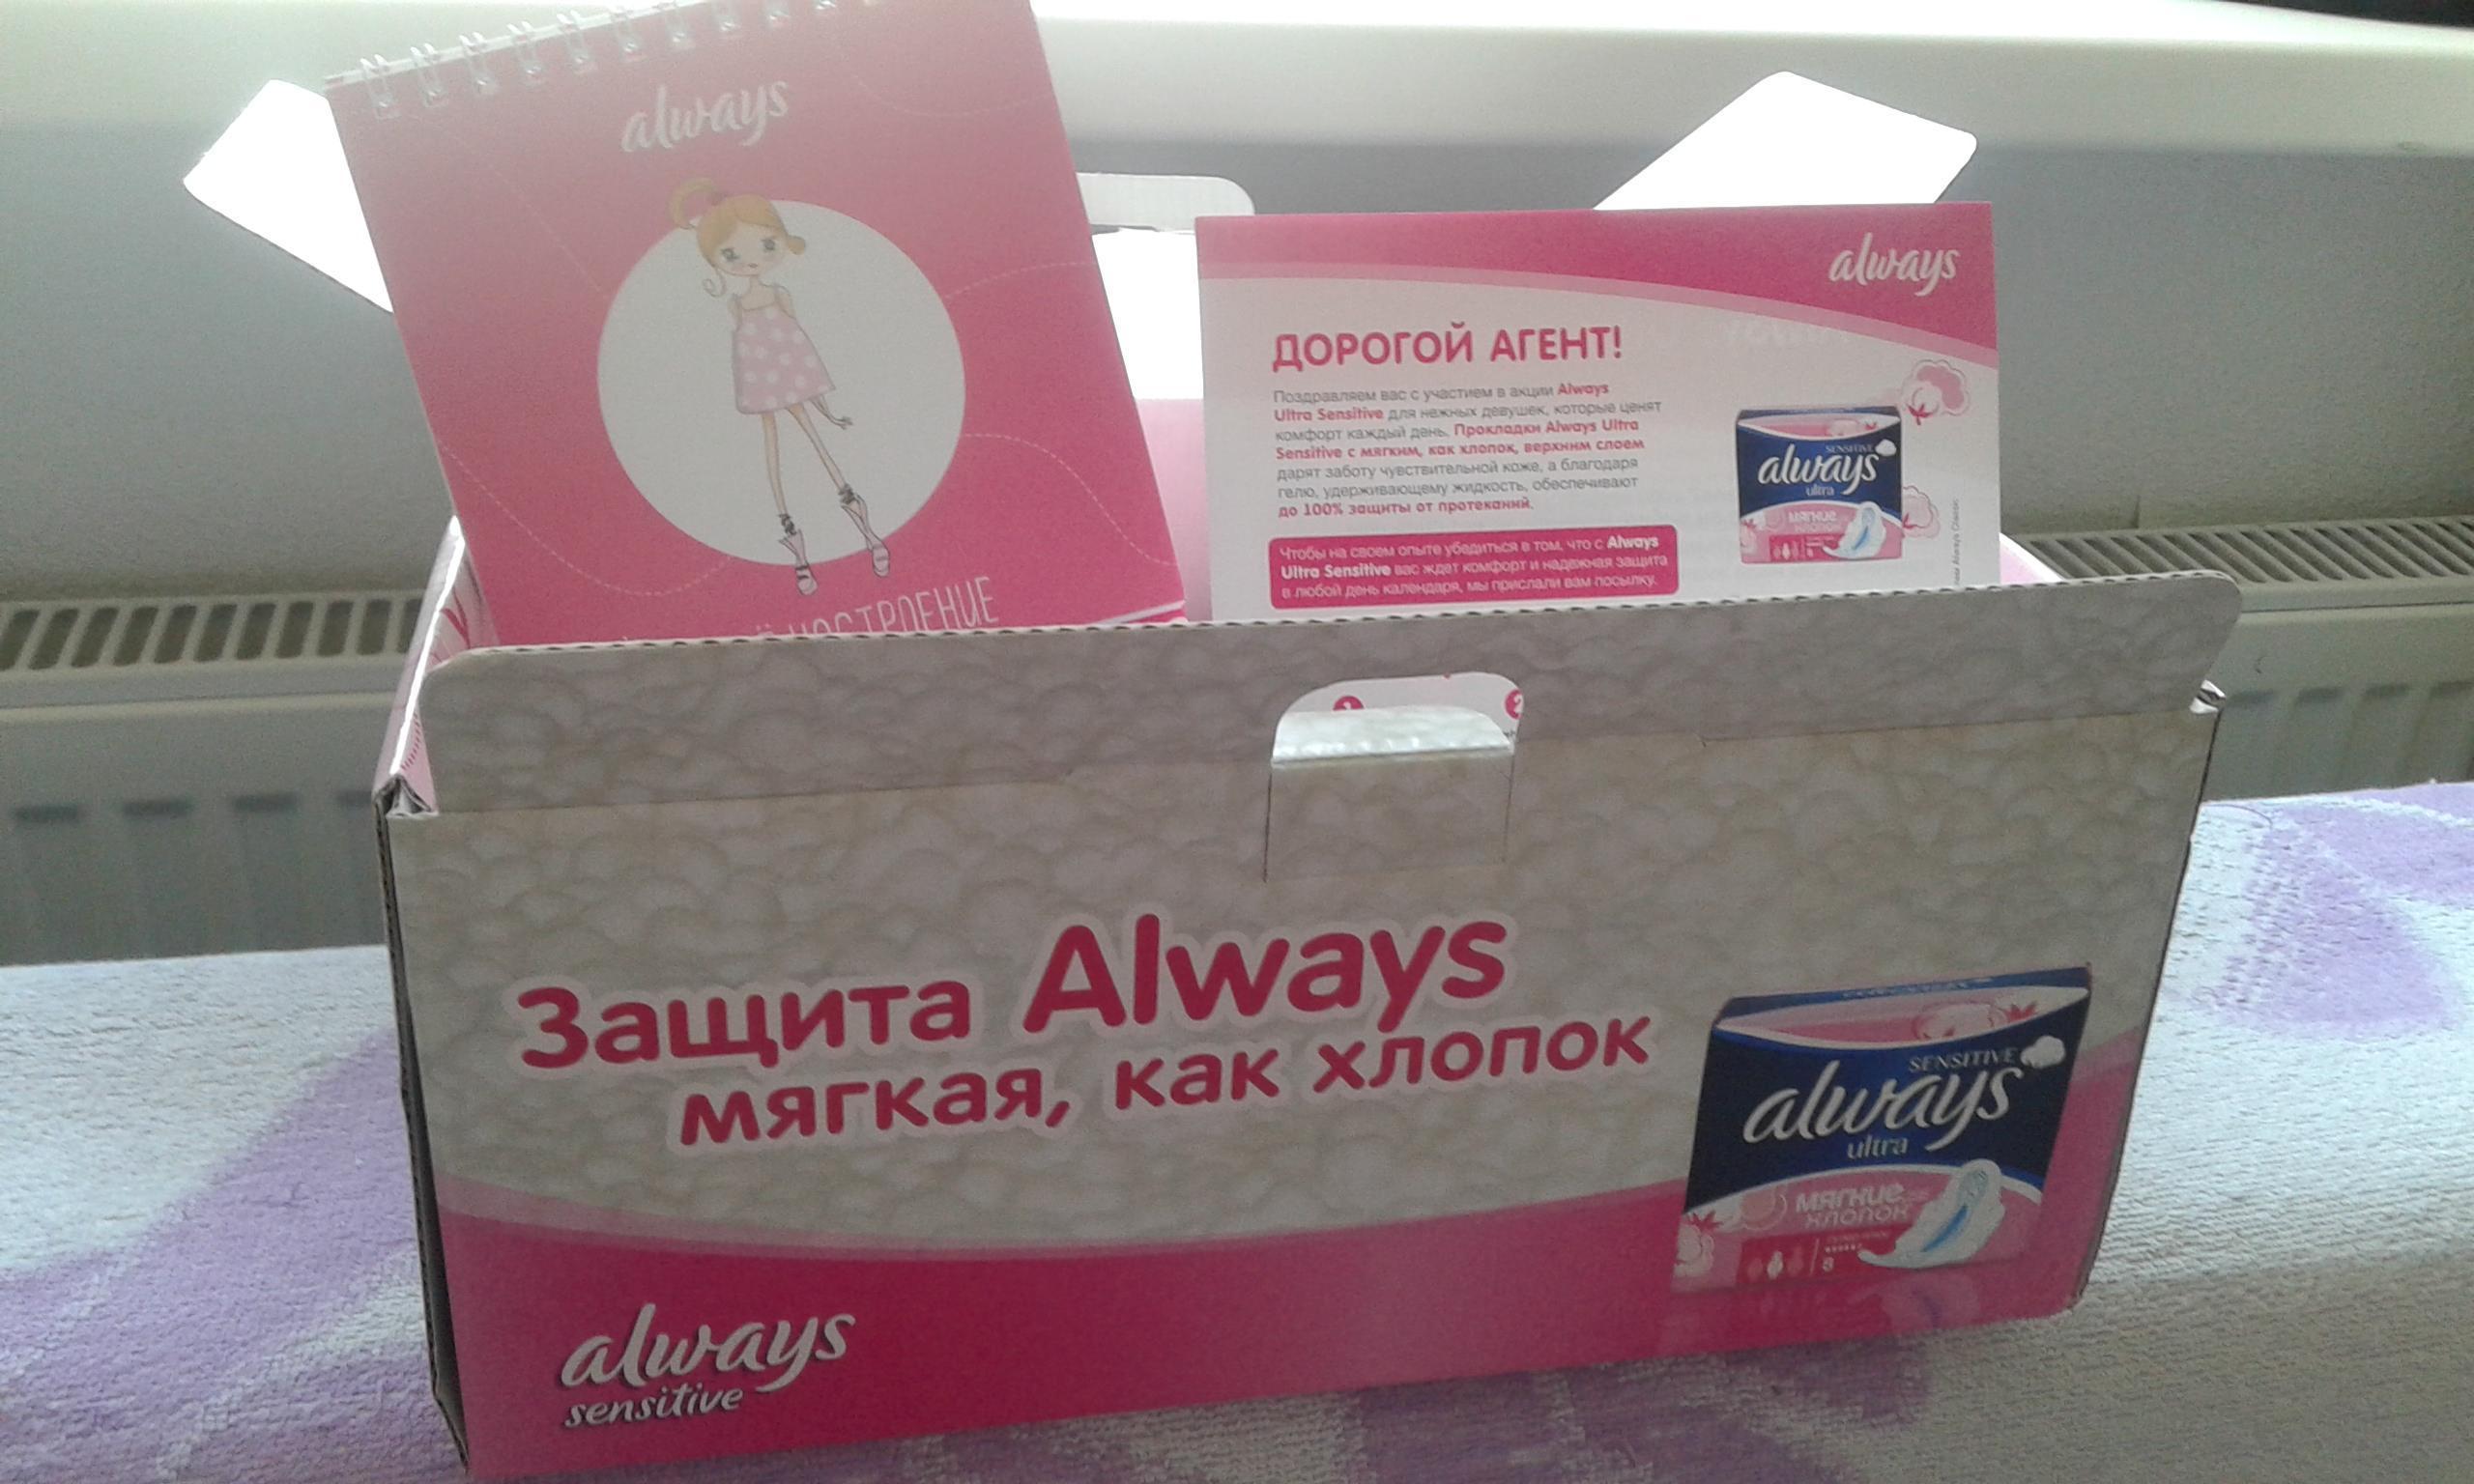 always
НАСТРОЕНИЕ
always
ДОРОГОЙ АГЕНТ!
Поздравляем вас с участием в акции Always
Ultra Sensitive для нежных девушек, которые ценят
комфорт каждый день. Прокладки Always Ultra
Sensitive с мягким, как хлопок, верхним слоем
дарят заботу чувствительной коже, а благодаря
гелю, удерживающему жидкость, обеспечивают
до 100% защиты от протеканий.
Чтобы на своем опыте убедиться в том, что с Always
Ultra Sensitive вас ждет комфорт и надежная защита
в любой день календаря, мы прислали вам посылку.
SENSITIVE
always
ultra
мягкие
хлопок
2
Защита Always
мягкая, как хлопок
SENSITIVE
always
ultra
мягкие
хлопок
8
always
sensitive